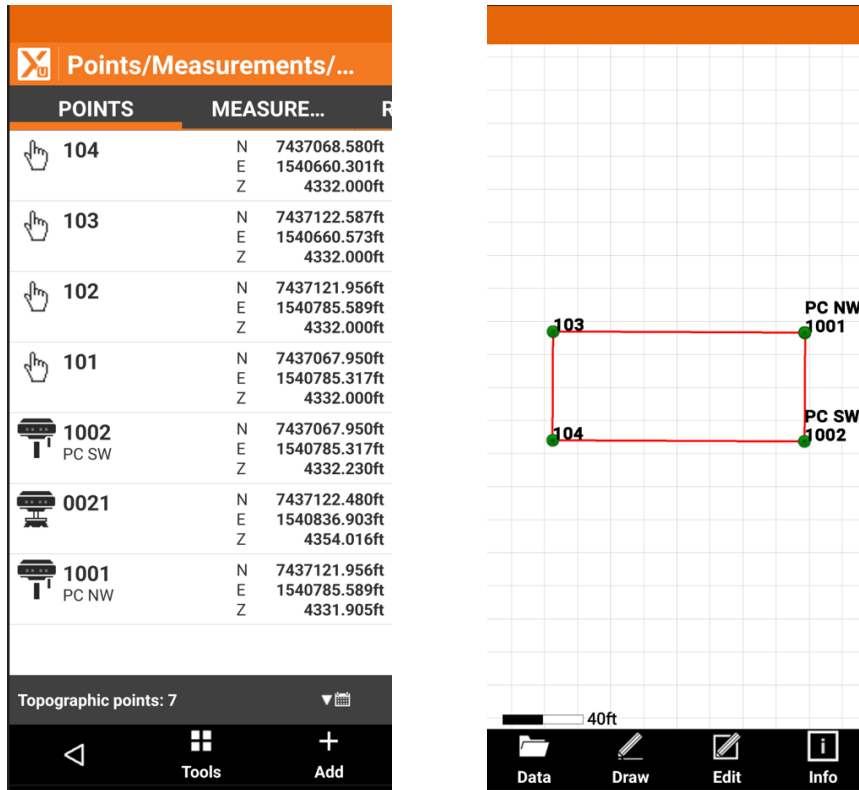 Xu Points/Measurements/...
POINTS MEASURE... R
104 N 7437068.580ft
E 1540660.301ft
Z 4332.000ft
103 N 7437122.587ft
E 1540660.573ft
Z 4332.000ft
102 N 7437121.956ft
E 1540785.589ft
Z 4332.000ft
101 N 7437067.950ft
E 1540785.317ft
Z 4332.000ft
1002 N 7437067.950ft
PC SW E 1540785.317ft
Z 4332.230ft
0021 N 7437122.480ft
E 1540836.903ft
Z 4354.016ft
1001 N 7437121.956ft
PC NW E 1540785.589ft
Z 4331.905ft
Topographic points: 7
Tools Add
PC NW
103 1001
PC SW
104 1002
40ft
Data Draw Edit Info